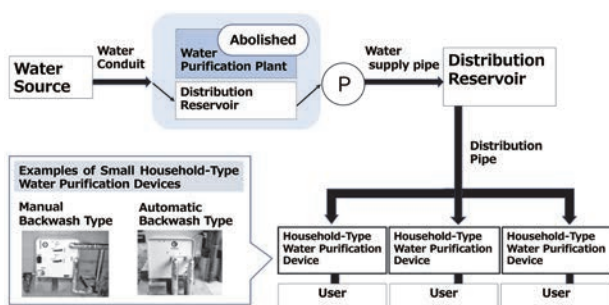 Water
Source
Water
Conduit
Abolished
Water
Purification Plant
Distribution
Reservoir
P
Water
supply pipe
Distribution
Reservoir
Distribution
Pipe
Examples of Small Household-Type
Water Purification Devices
Manual
Backwash Type
Automatic
Backwash Type
Household-Type
Water Purification
Device
Household-Type
Water Purification
Device
Household-Type
Water Purification
Device
User
User
User